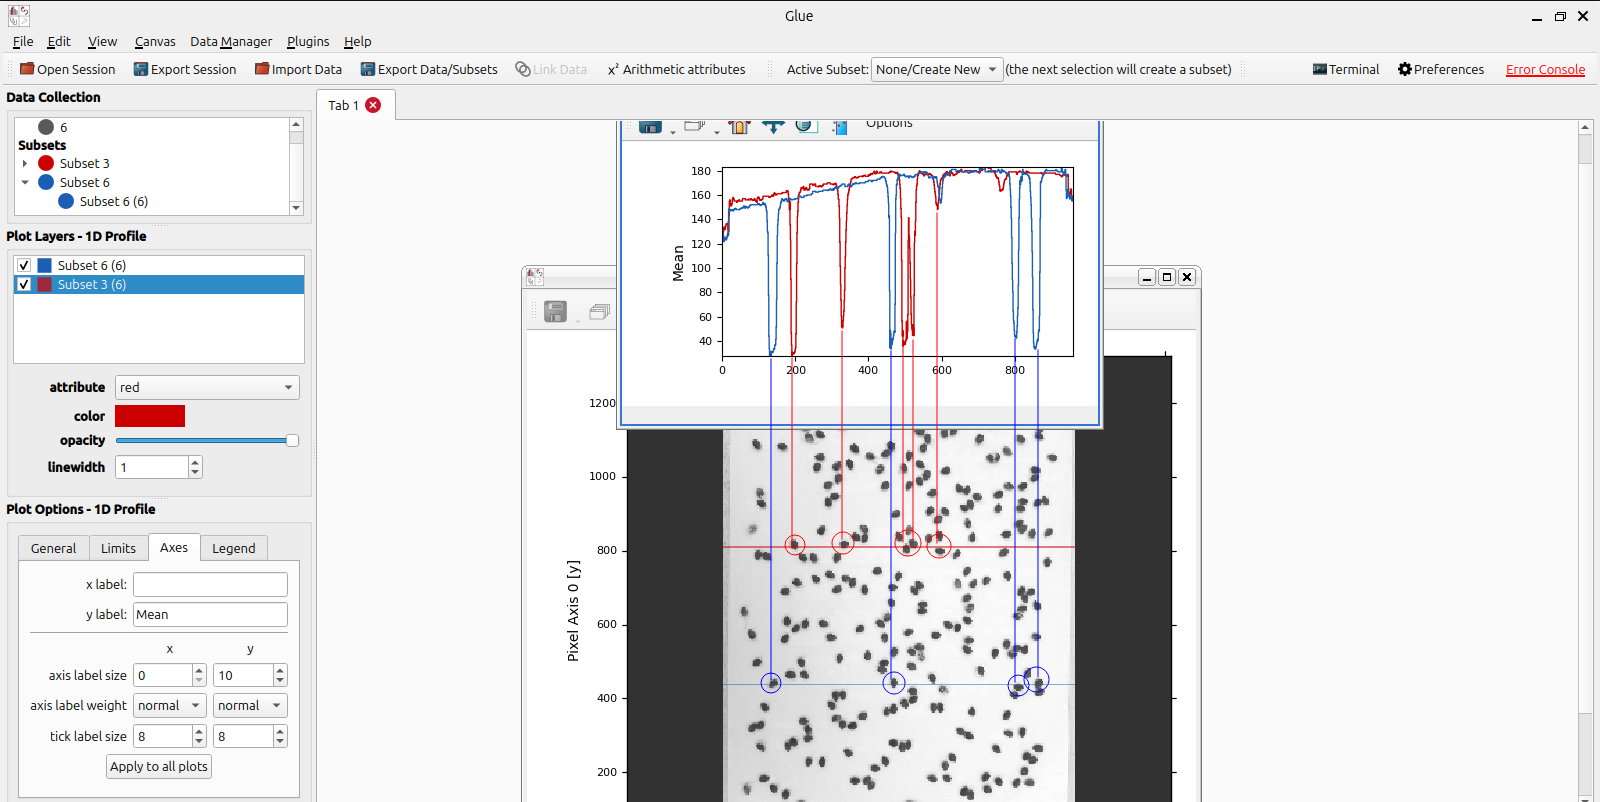 Glue
File Edit View Canvas Data Manager Plugins Help
Open Session Export Session Import Data Export Data/Subsets Link Data x² Arithmetic attributes Active Subset: None/Create New (the next selection will create a subset) Terminal Preferences Error Console
Data Collection
6
Subsets
Subset 3
Subset 6
Subset 6 (6)
Plot Layers - 1D Profile
Subset 6 (6)
Subset 3 (6)
attribute red
color
opacity
linewidth 1
Plot Options - 1D Profile
General Limits Axes Legend
x label:
y label: Mean
x y
axis label size 0 10
axis label weight normal normal
tick label size 8 8
Apply to all plots
Tab 1
Options
Mean
180
160
140
120
100
80
60
40
0 200 400 600 800
Pixel Axis 0 [y]
1200
1000
800
600
400
200